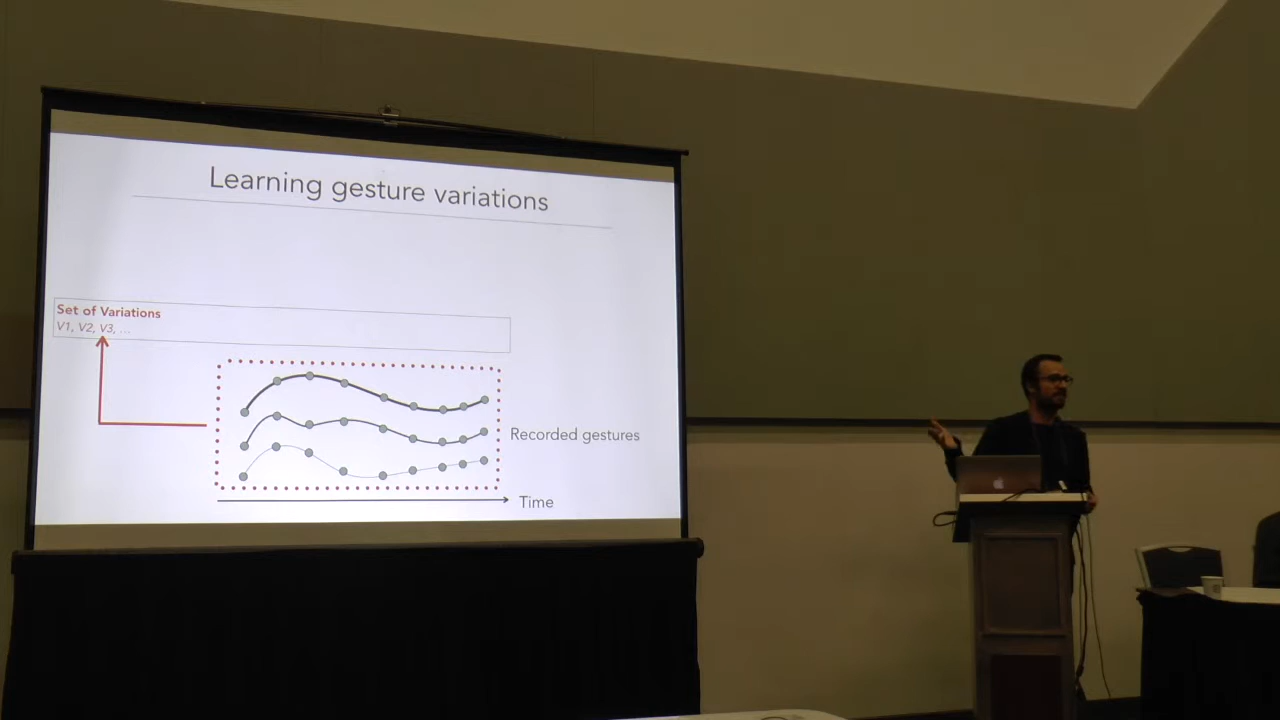 Learning gesture variations
Set of Variations
V1, V2, V3, ...
Recorded gestures
Time